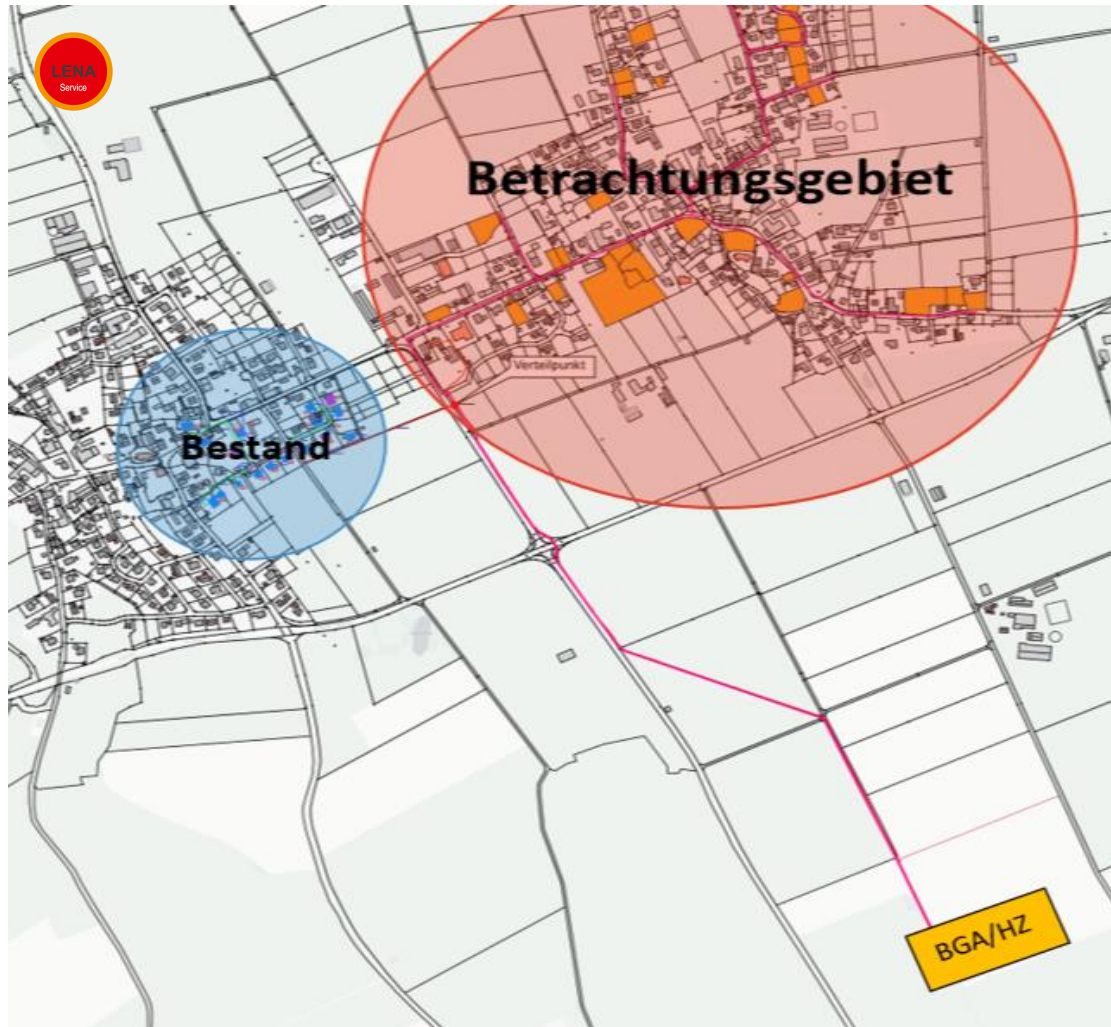 LENA
Service
Betrachtungsgebiet
Verteilpunkt
Bestand
BGA/HZ